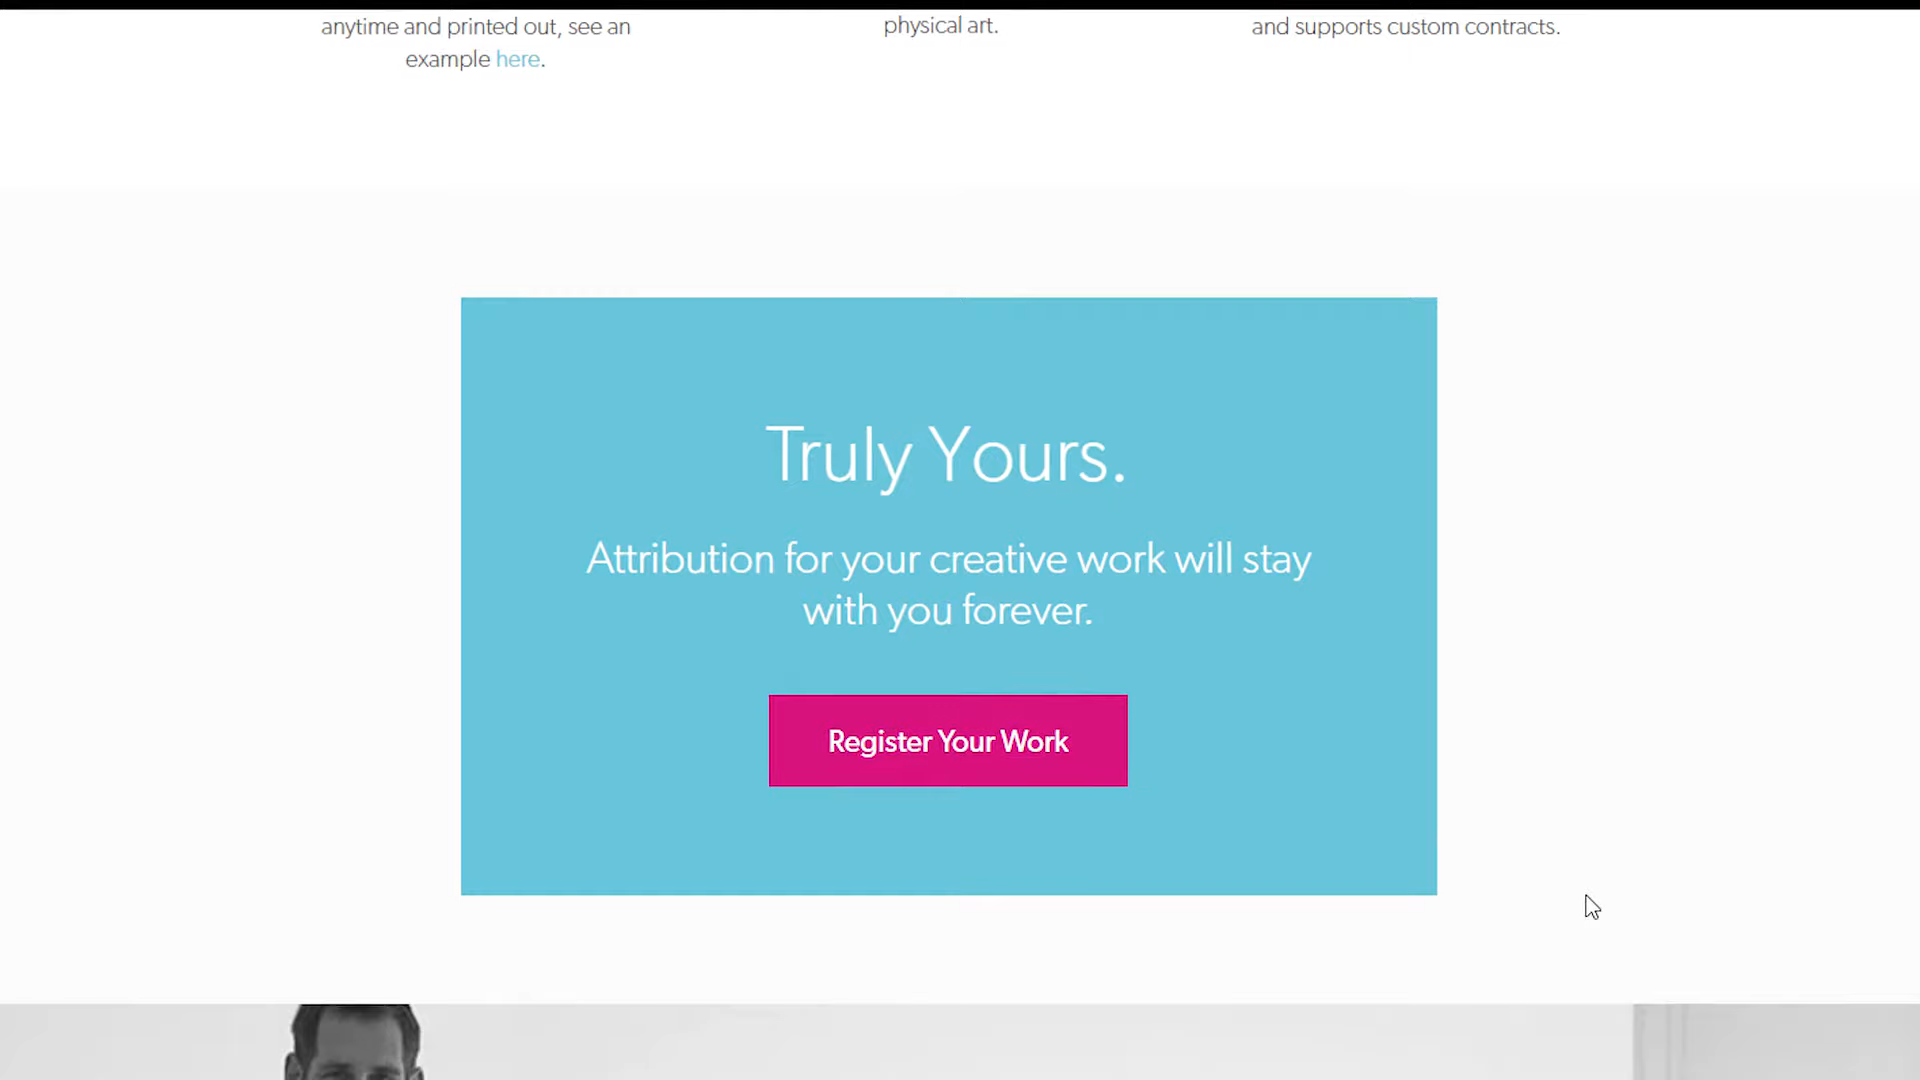 anytime and printed out, see an
example here.
physical art.
and supports custom contracts.
Truly Yours.
Attribution for your creative work will stay
with you forever.
Register Your Work